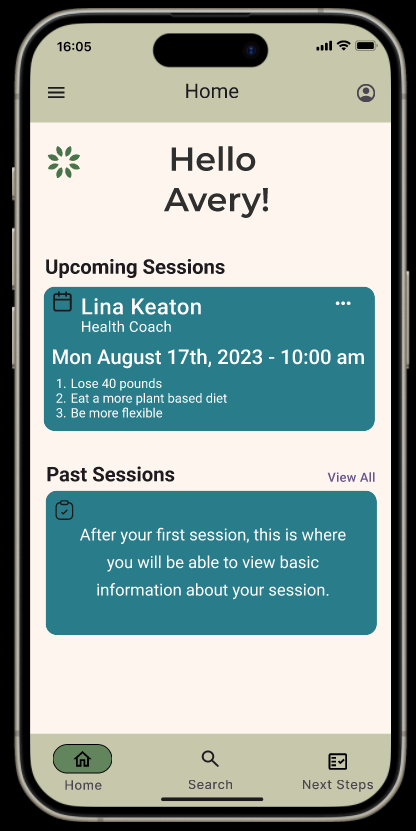 16:05
Home
Hello
Avery!
Upcoming Sessions
Lina Keaton
Health Coach
Mon August 17th, 2023 - 10:00 am
1. Lose 40 pounds
2. Eat a more plant based diet
3. Be more flexible
Past Sessions
View All
After your first session, this is where
you will be able to view basic
information about your session.
Home
Search
Next Steps